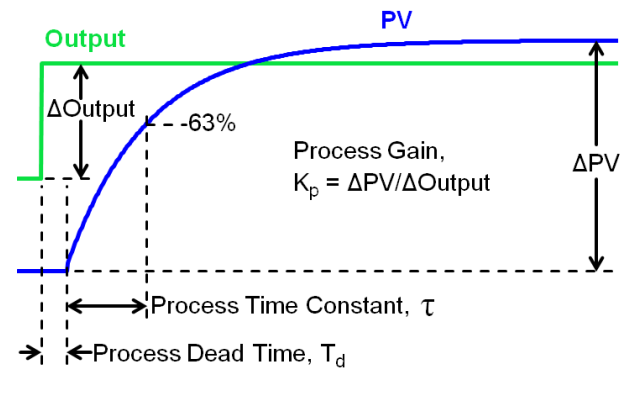 PV
Output
ΔOutput
-63%
Process Gain,
Kp = ΔPV/ΔOutput
ΔPV
Process Time Constant, τ
Process Dead Time, Td